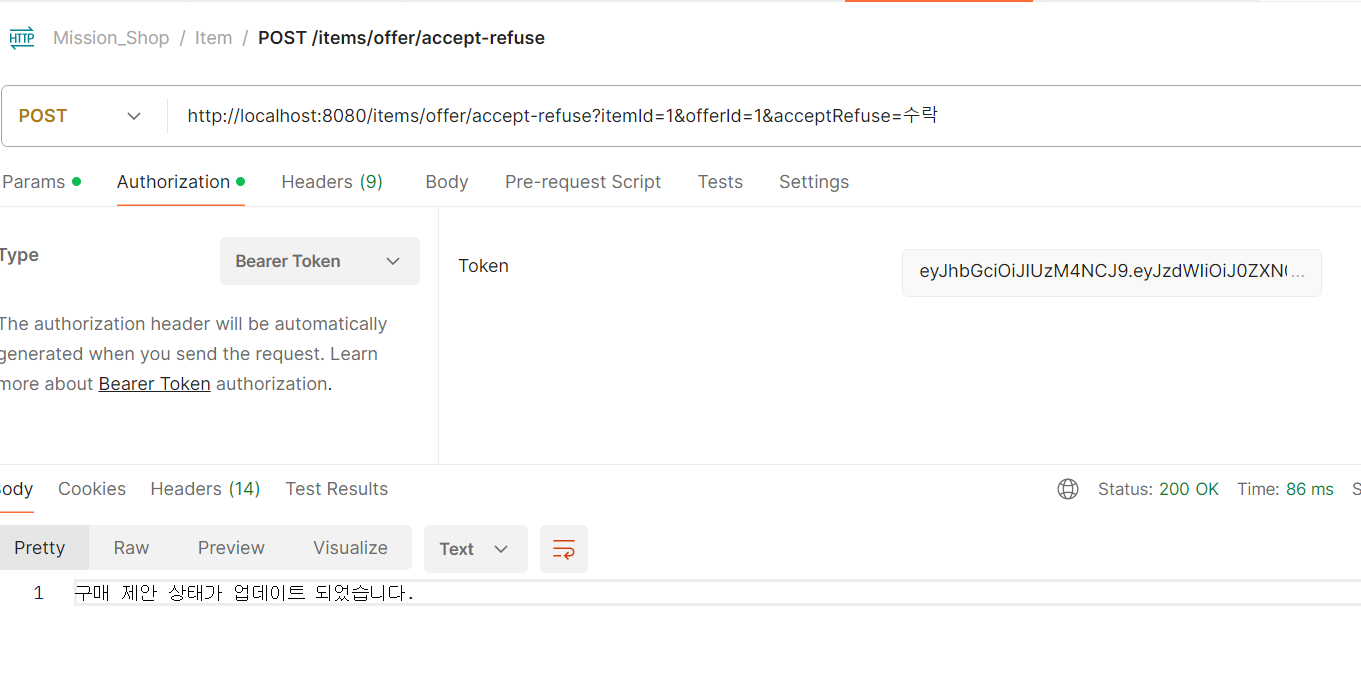 HTTP Mission_Shop / Item / POST /items/offer/accept-refuse
POST http://localhost:8080/items/offer/accept-refuse?itemId=1&offerId=1&acceptRefuse=수락
Params Authorization Headers (9) Body Pre-request Script Tests Settings
Type Bearer Token
Token eyJhbGciOiJIUzM4NCJ9.eyJzdWIiOiJ0ZXN0...
The authorization header will be automatically
generated when you send the request. Learn
more about Bearer Token authorization.
Body Cookies Headers (14) Test Results Status: 200 OK Time: 86 ms S
Pretty Raw Preview Visualize Text
1 구매 제안 상태가 업데이트 되었습니다.